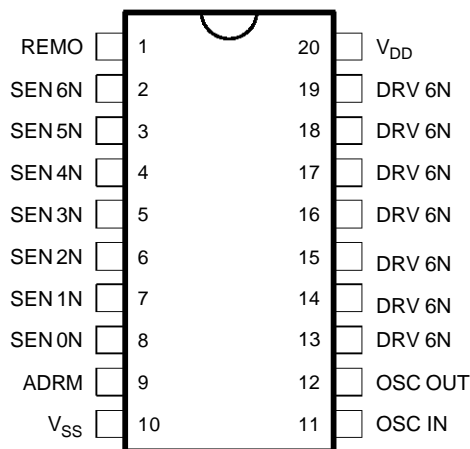 REMO 1 20 VDD
SEN 6N 2 19 DRV 6N
SEN 5N 3 18 DRV 6N
SEN 4N 4 17 DRV 6N
SEN 3N 5 16 DRV 6N
SEN 2N 6 15 DRV 6N
SEN 1N 7 14 DRV 6N
SEN 0N 8 13 DRV 6N
ADRM 9 12 OSC OUT
VSS 10 11 OSC IN